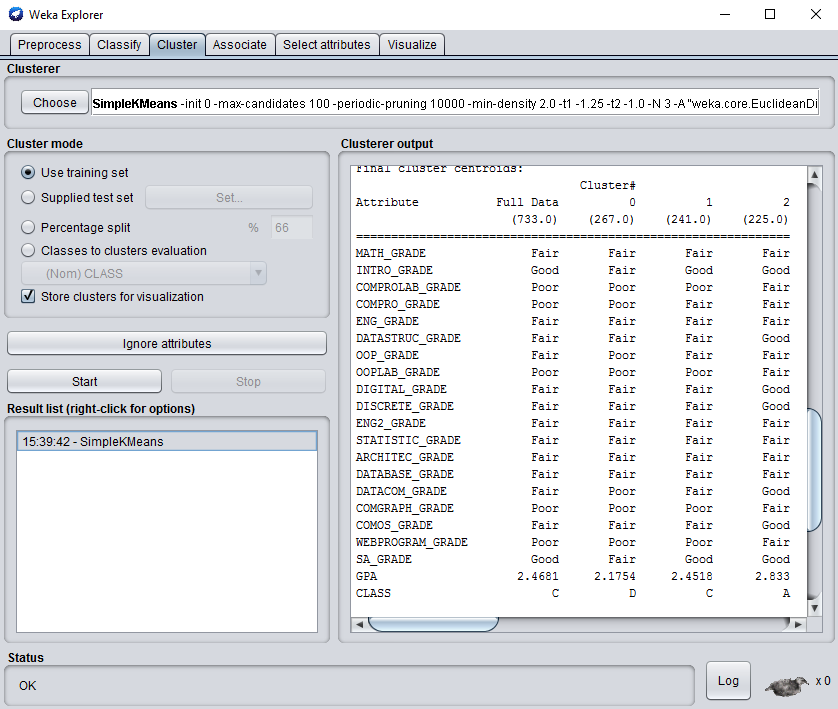 Weka Explorer
Preprocess Classify Cluster Associate Select attributes Visualize
Clusterer
Choose SimpleKMeans -init 0 -max-candidates 100 -periodic-pruning 10000 -min-density 2.0 -t1 -1.25 -t2 -1.0 -N 3 -A "weka.core.EuclideanDi
Cluster mode
Use training set
Supplied test set Set...
Percentage split % 66
Classes to clusters evaluation
(Nom) CLASS
Store clusters for visualization
Ignore attributes
Start Stop
Result list (right-click for options)
15:39:42 - SimpleKMeans
Clusterer output
Final cluster centroids:
Cluster#
Attribute Full Data 0 1 2
(733.0) (267.0) (241.0) (225.0)
==================================================================
MATH_GRADE Fair Fair Fair Fair
INTRO_GRADE Good Fair Good Good
COMPROLAB_GRADE Poor Poor Poor Fair
COMPRO_GRADE Poor Poor Fair Fair
ENG_GRADE Fair Fair Fair Fair
DATASTRUC_GRADE Fair Fair Fair Good
OOP_GRADE Fair Poor Fair Fair
OOPLAB_GRADE Poor Poor Poor Fair
DIGITAL_GRADE Fair Fair Fair Good
DISCRETE_GRADE Fair Fair Fair Good
ENG2_GRADE Fair Fair Fair Fair
STATISTIC_GRADE Fair Fair Fair Fair
ARCHITEC_GRADE Fair Fair Fair Fair
DATABASE_GRADE Fair Fair Fair Fair
DATACOM_GRADE Fair Poor Fair Good
COMGRAPH_GRADE Poor Poor Poor Fair
COMOS_GRADE Fair Fair Fair Good
WEBPROGRAM_GRADE Poor Poor Poor Fair
SA_GRADE Good Fair Good Good
GPA 2.4681 2.1754 2.4518 2.833
CLASS C D C A
Status
OK
Log x 0